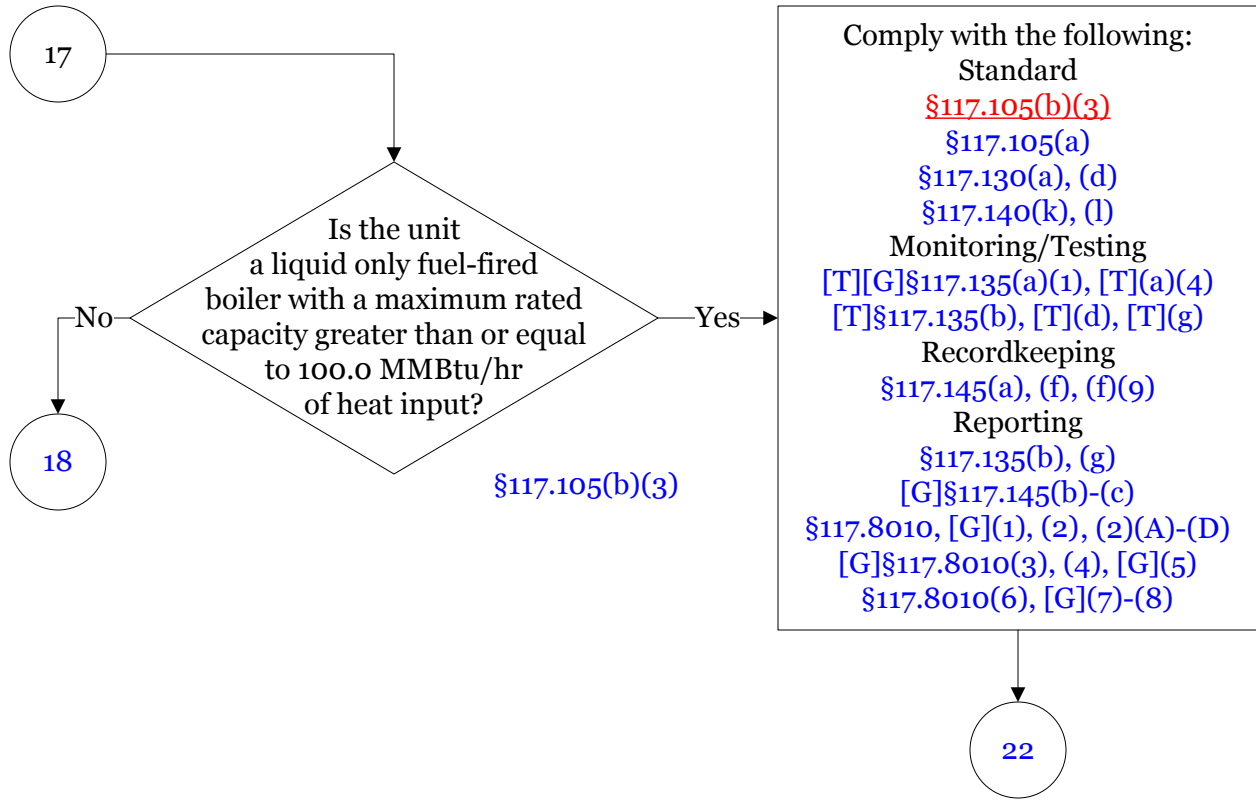 17
Is the unit
a liquid only fuel-fired
boiler with a maximum rated
capacity greater than or equal
to 100.0 MMBtu/hr
of heat input?
No
Yes
18
§117.105(b)(3)
Comply with the following:
Standard
§117.105(b)(3)
§117.105(a)
§117.130(a), (d)
§117.140(k), (l)
Monitoring/Testing
[T][G]§117.135(a)(1), [T](a)(4)
[T]§117.135(b), [T](d), [T](g)
Recordkeeping
§117.145(a), (f), (f)(9)
Reporting
§117.135(b), (g)
[G]§117.145(b)-(c)
§117.8010, [G](1), (2), (2)(A)-(D)
[G]§117.8010(3), (4), [G](5)
§117.8010(6), [G](7)-(8)
22